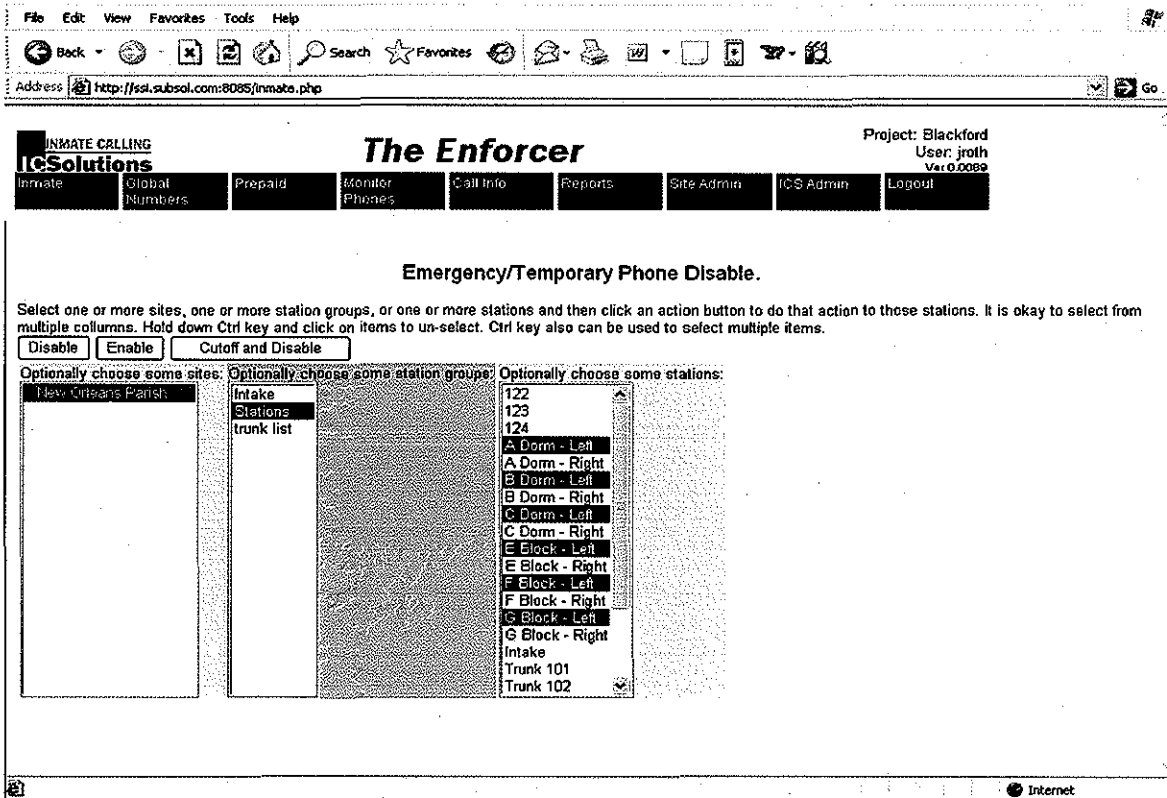 File Edit View Favorites Tools Help
Back Search Favorites
Address http://ssl.subsol.com:8085/inmate.php Go
INMATE CALLING
ICSolutions
The Enforcer
Project: Blackford
User: jroth
Ver 0.0089
Inmate Global Numbers Prepaid Monitor Phones Call Info Reports Site Admin ICS Admin Logout
Emergency/Temporary Phone Disable.
Select one or more sites, one or more station groups, or one or more stations and then click an action button to do that action to those stations. It is okay to select from
multiple collumns. Hold down Ctrl key and click on items to un-select. Ctrl key also can be used to select multiple items.
Disable Enable Cutoff and Disable
Optionally choose some sites: Optionally choose some station groups: Optionally choose some stations:
New Orleans Parish
Intake
Stations
trunk list
122
123
124
A Dorm - Left
A Dorm - Right
B Dorm - Left
B Dorm - Right
C Dorm - Left
C Dorm - Right
E Block - Left
E Block - Right
F Block - Left
F Block - Right
G Block - Left
G Block - Right
Intake
Trunk 101
Trunk 102
Internet